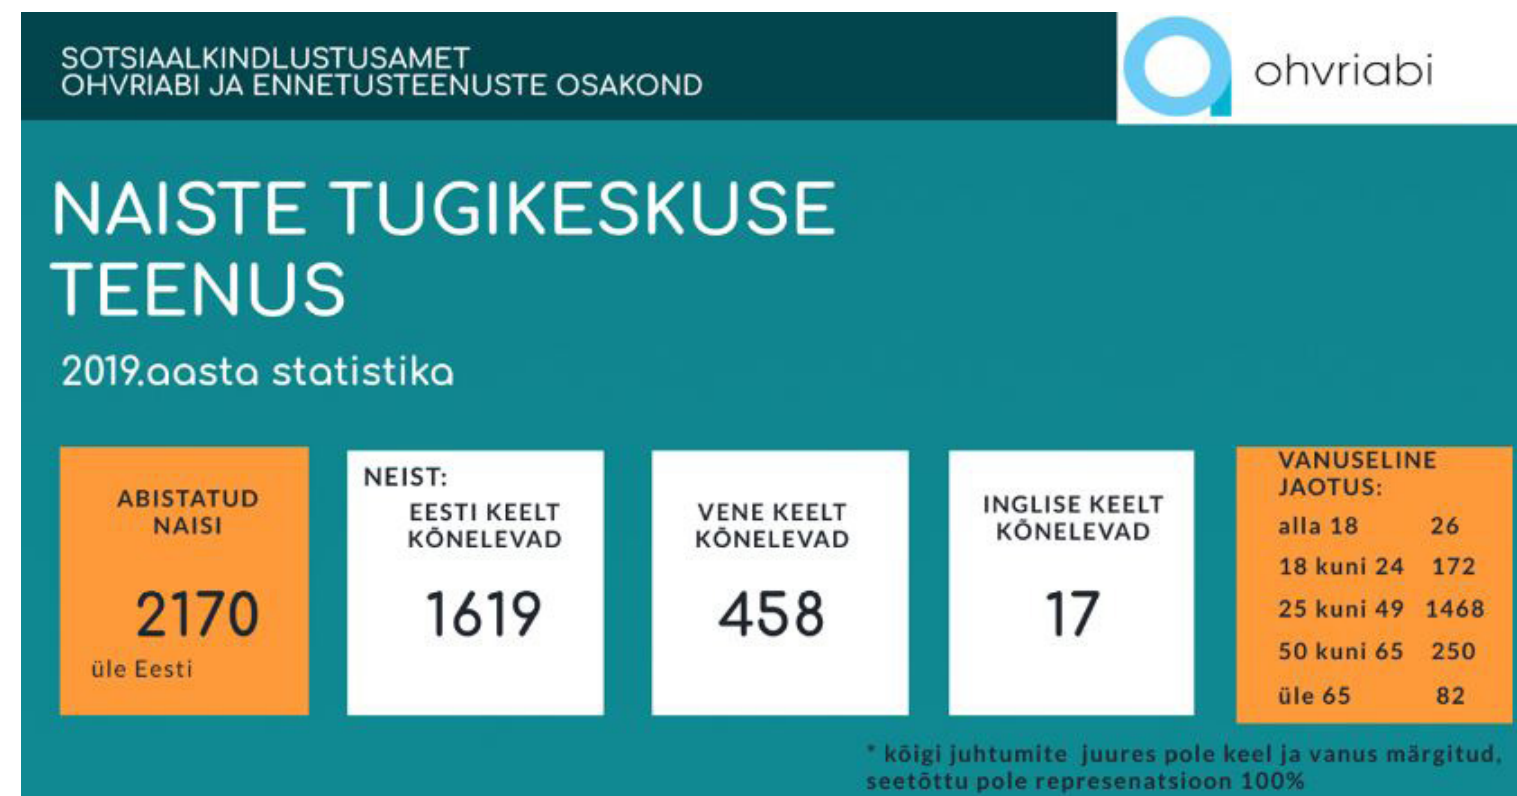 SOTSIAALKINDLUSTUSAMET
OHVRIABI JA ENNETUSTEENUSTE OSAKOND
ohvriabi
NAISTE TUGIKESKUSE
TEENUS
2019.aasta statistika
ABISTATUD
NAISI
2170
üle Eesti
NEIST:
EESTI KEELT
KÕNELEVAD
1619
VENE KEELT
KÕNELEVAD
458
INGLISE KEELT
KÕNELEVAD
17
VANUSELINE
JAOTUS:
alla 18 26
18 kuni 24 172
25 kuni 49 1468
50 kuni 65 250
üle 65 82
* kõigi juhtumite juures pole keel ja vanus märgitud,
seetõttu pole represenatsioon 100%